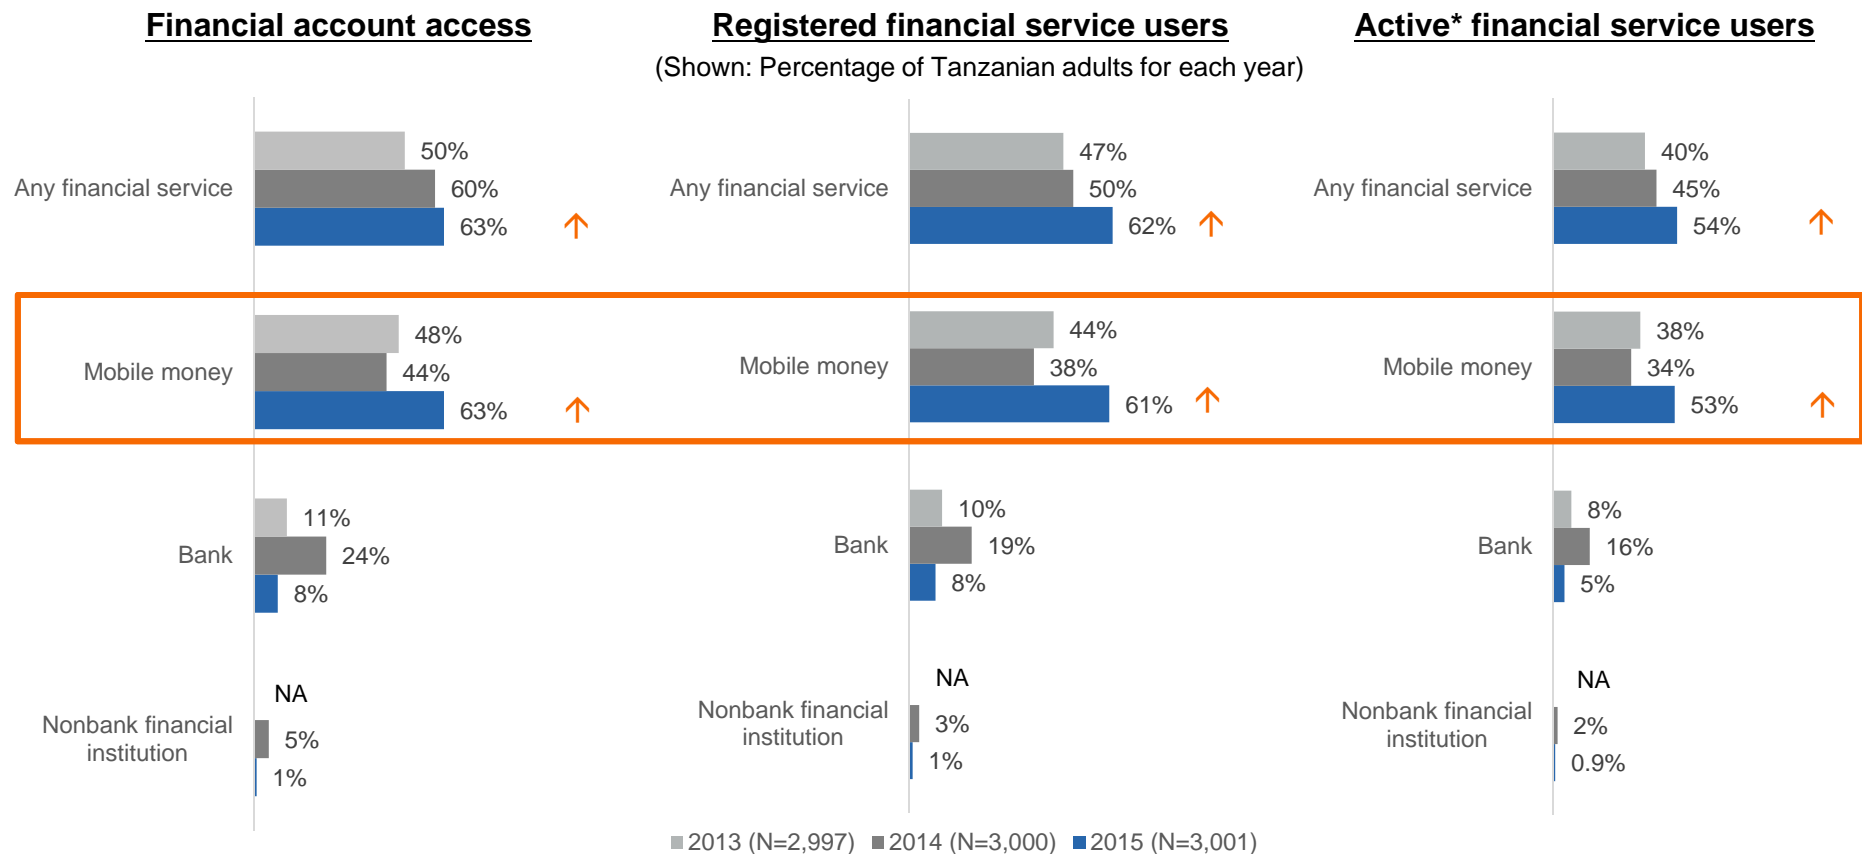 Financial account access
Registered financial service users
Active* financial service users
(Shown: Percentage of Tanzanian adults for each year)
Any financial service
50%
60%
63%
Mobile money
48%
44%
63%
Bank
11%
24%
8%
Nonbank financial
institution
NA
5%
1%
Any financial service
47%
50%
62%
Mobile money
44%
38%
61%
Bank
10%
19%
8%
Nonbank financial
institution
NA
3%
1%
Any financial service
40%
45%
54%
Mobile money
38%
34%
53%
Bank
8%
16%
5%
Nonbank financial
institution
NA
2%
0.9%
2013 (N=2,997) 2014 (N=3,000) 2015 (N=3,001)